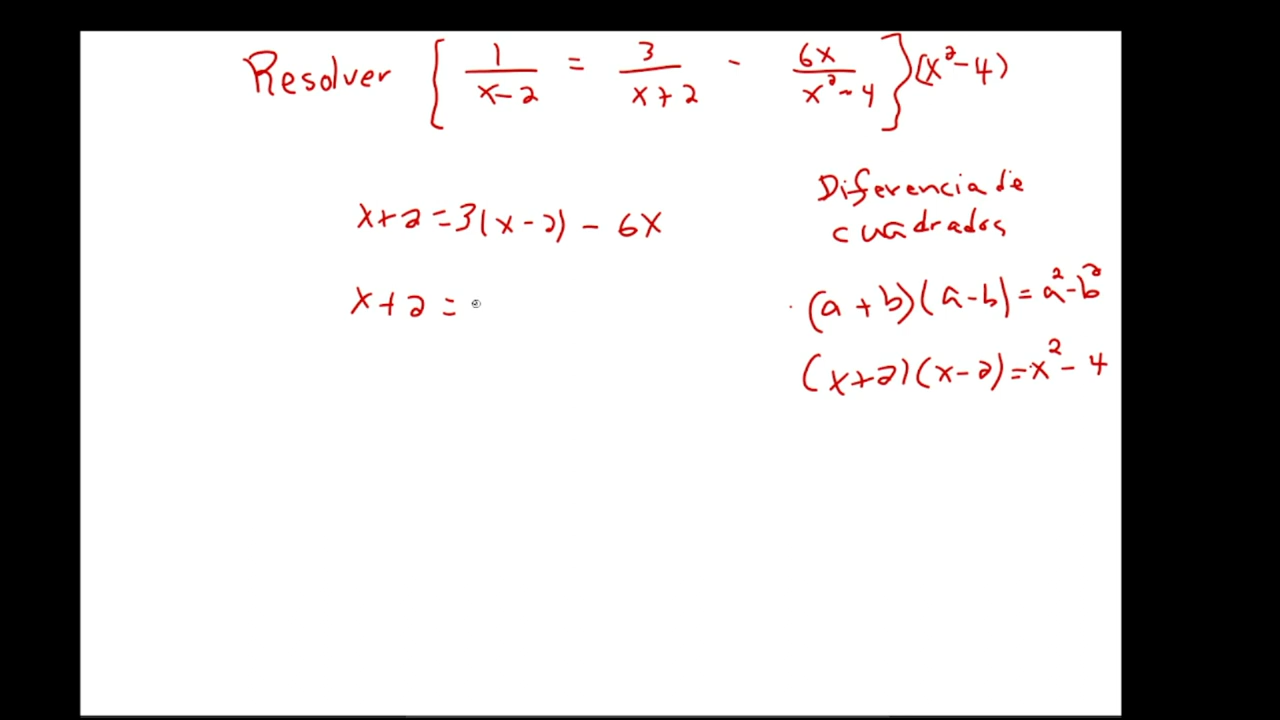 Resolver { 1/(x-2) = 3/(x+2) - 6x/(x²-4) } (x²-4)
x+2 = 3(x-2) - 6x
x+2 =
Diferencia de
cuadrados
(a+b)(a-b) = a²-b²
(x+2)(x-2) = x²-4